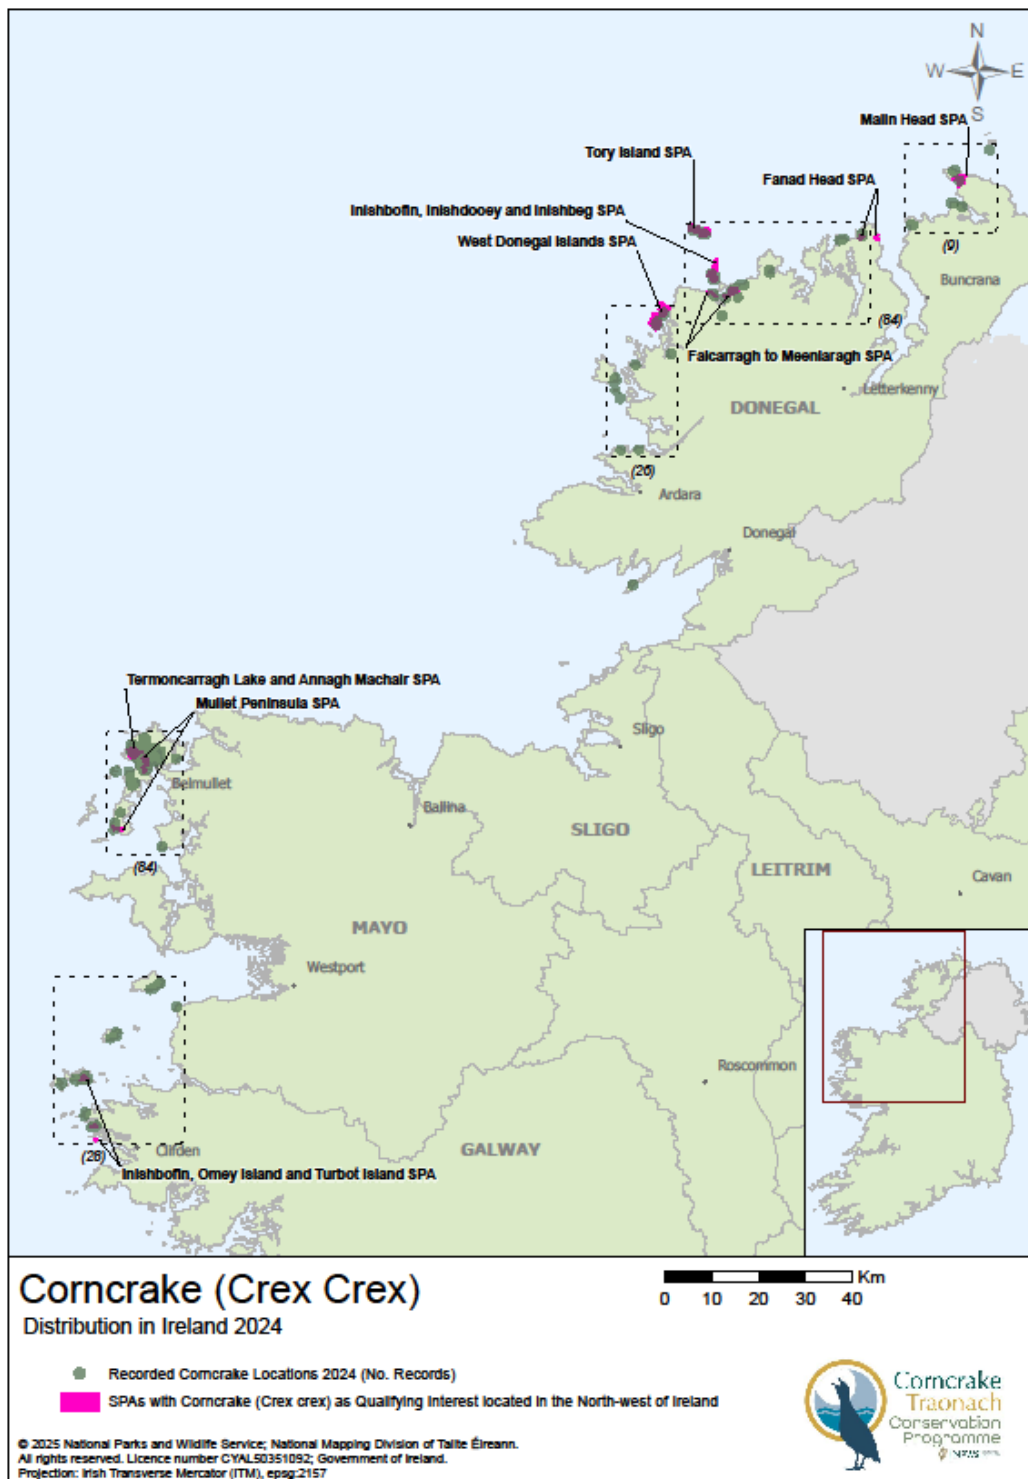 N
W E
S
Malin Head SPA
Tory Island SPA
Fanad Head SPA
Inishbofin, Inishdooey and Inishbeg SPA
West Donegal Islands SPA
(9)
Buncrana
(84)
Falcarragh to Meenlaragh SPA
Letterkenny
DONEGAL
(26)
Ardara
Donegal
Termoncarragh Lake and Annagh Machair SPA
Mullet Peninsula SPA
Sligo
Belmullet
Ballina
SLIGO
(84)
LEITRIM
Cavan
MAYO
Westport
Roscommon
Clifden
GALWAY
(28)
Inishbofin, Omey Island and Turbot Island SPA
Corncrake (Crex Crex)
Distribution in Ireland 2024
Km
0 10 20 30 40
Recorded Corncrake Locations 2024 (No. Records)
SPAs with Corncrake (Crex crex) as Qualifying Interest located in the North-west of Ireland
Corncrake
Traonach
Conservation
Programme
NPWS
© 2025 National Parks and Wildlife Service; National Mapping Division of Tailte Éireann.
All rights reserved. Licence number CYAL50351092; Government of Ireland.
Projection: Irish Transverse Mercator (ITM), epsg:2157